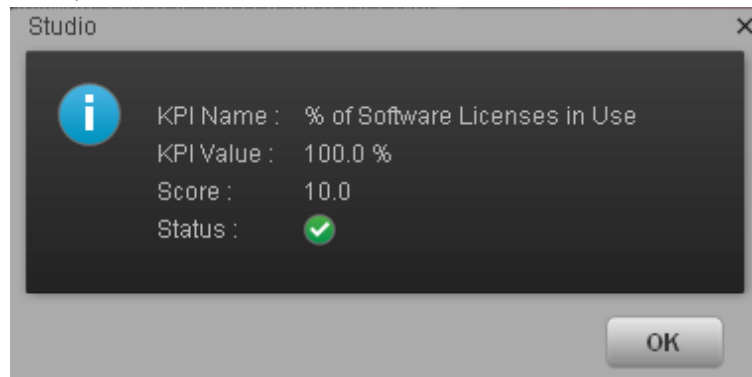 Studio
KPI Name : % of Software Licenses in Use
KPI Value : 100.0 %
Score : 10.0
Status :
OK